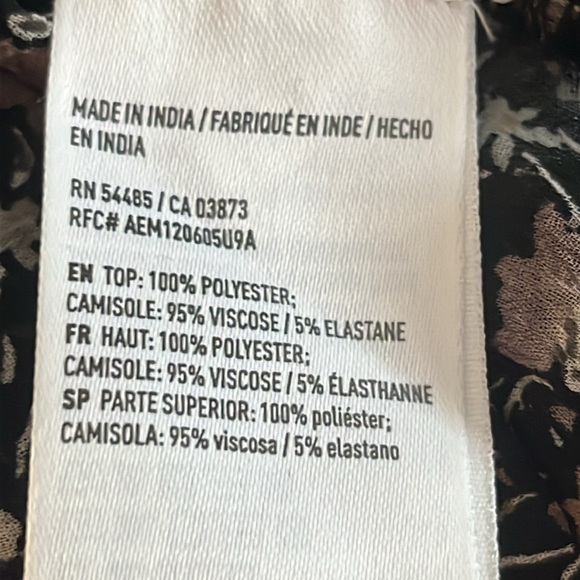 MADE IN INDIA / FABRIQUÉ EN INDE / HECHO
EN INDIA
RN 54485 / CA 03873
RFC# AEM120605U9A
EN TOP: 100% POLYESTER;
CAMISOLE: 95% VISCOSE / 5% ELASTANE
FR HAUT: 100% POLYESTER;
CAMISOLE: 95% VISCOSE / 5% ÉLASTHANNE
SP PARTE SUPERIOR: 100% poliéster;
CAMISOLA: 95% viscosa / 5% elastano